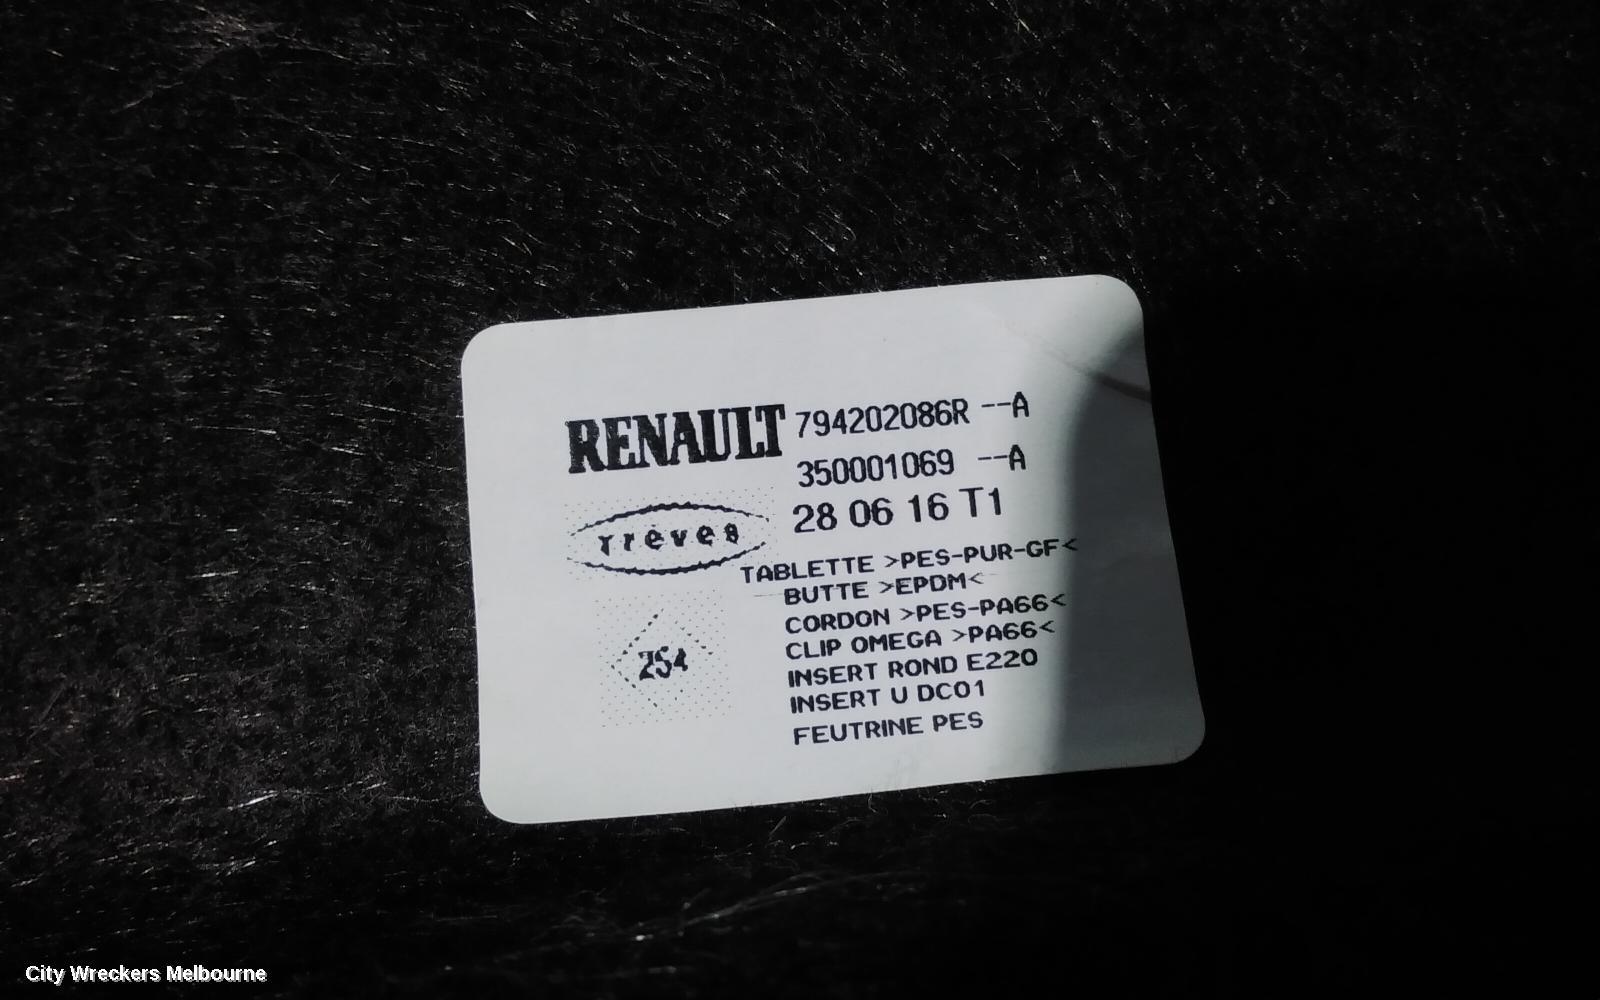 RENAULT 794202086R --A
350001069 --A
28 06 16 T1
Treves
TABLETTE >PES-PUR-GF<
BUTTE >EPDM<
CORDON >PES-PA66<
254
CLIP OMEGA >PA66<
INSERT ROND E220
INSERT U DC01
FEUTRINE PES
City Wreckers Melbourne